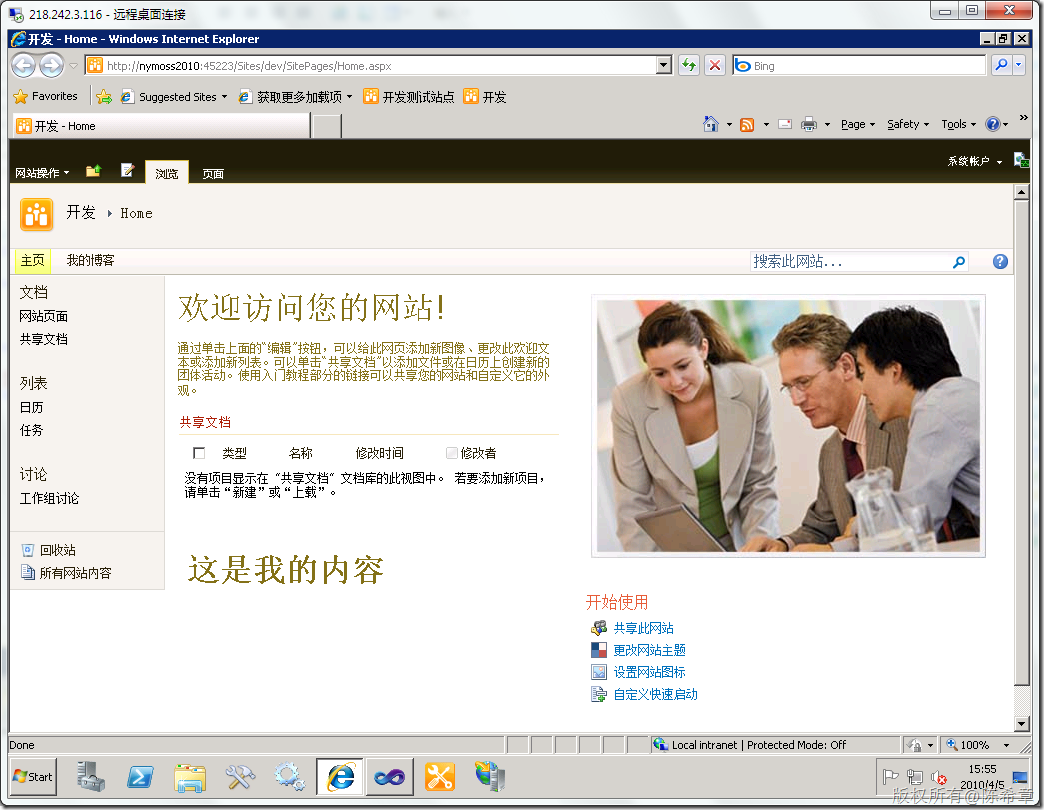 218.242.3.116 - 远程桌面连接
开发 - Home - Windows Internet Explorer
http://nymoss2010:45223/Sites/dev/SitePages/Home.aspx
Bing
Favorites
Suggested Sites
获取更多加载项
开发测试站点
开发
开发 - Home
Page
Safety
Tools
系统帐户
网站操作
浏览
页面
开发
Home
主页
我的博客
搜索此网站...
文档
网站页面
共享文档
列表
日历
任务
讨论
工作组讨论
回收站
所有网站内容
欢迎访问您的网站!
通过单击上面的“编辑”按钮，可以给此网页添加新图像、更改此欢迎文
本或添加新列表。可以单击“共享文档”以添加文件或在日历上创建新的
团体活动。使用入门教程部分的链接可以共享您的网站和自定义它的外
观。
共享文档
类型 名称 修改时间 修改者
没有项目显示在“共享文档”文档库的此视图中。 若要添加新项目，
请单击“新建”或“上载”。
这是我的内容
开始使用
共享此网站
更改网站主题
设置网站图标
自定义快速启动
Done
Local intranet | Protected Mode: Off
100%
Start
15:55
2010/4/5
版权所有@陈希章